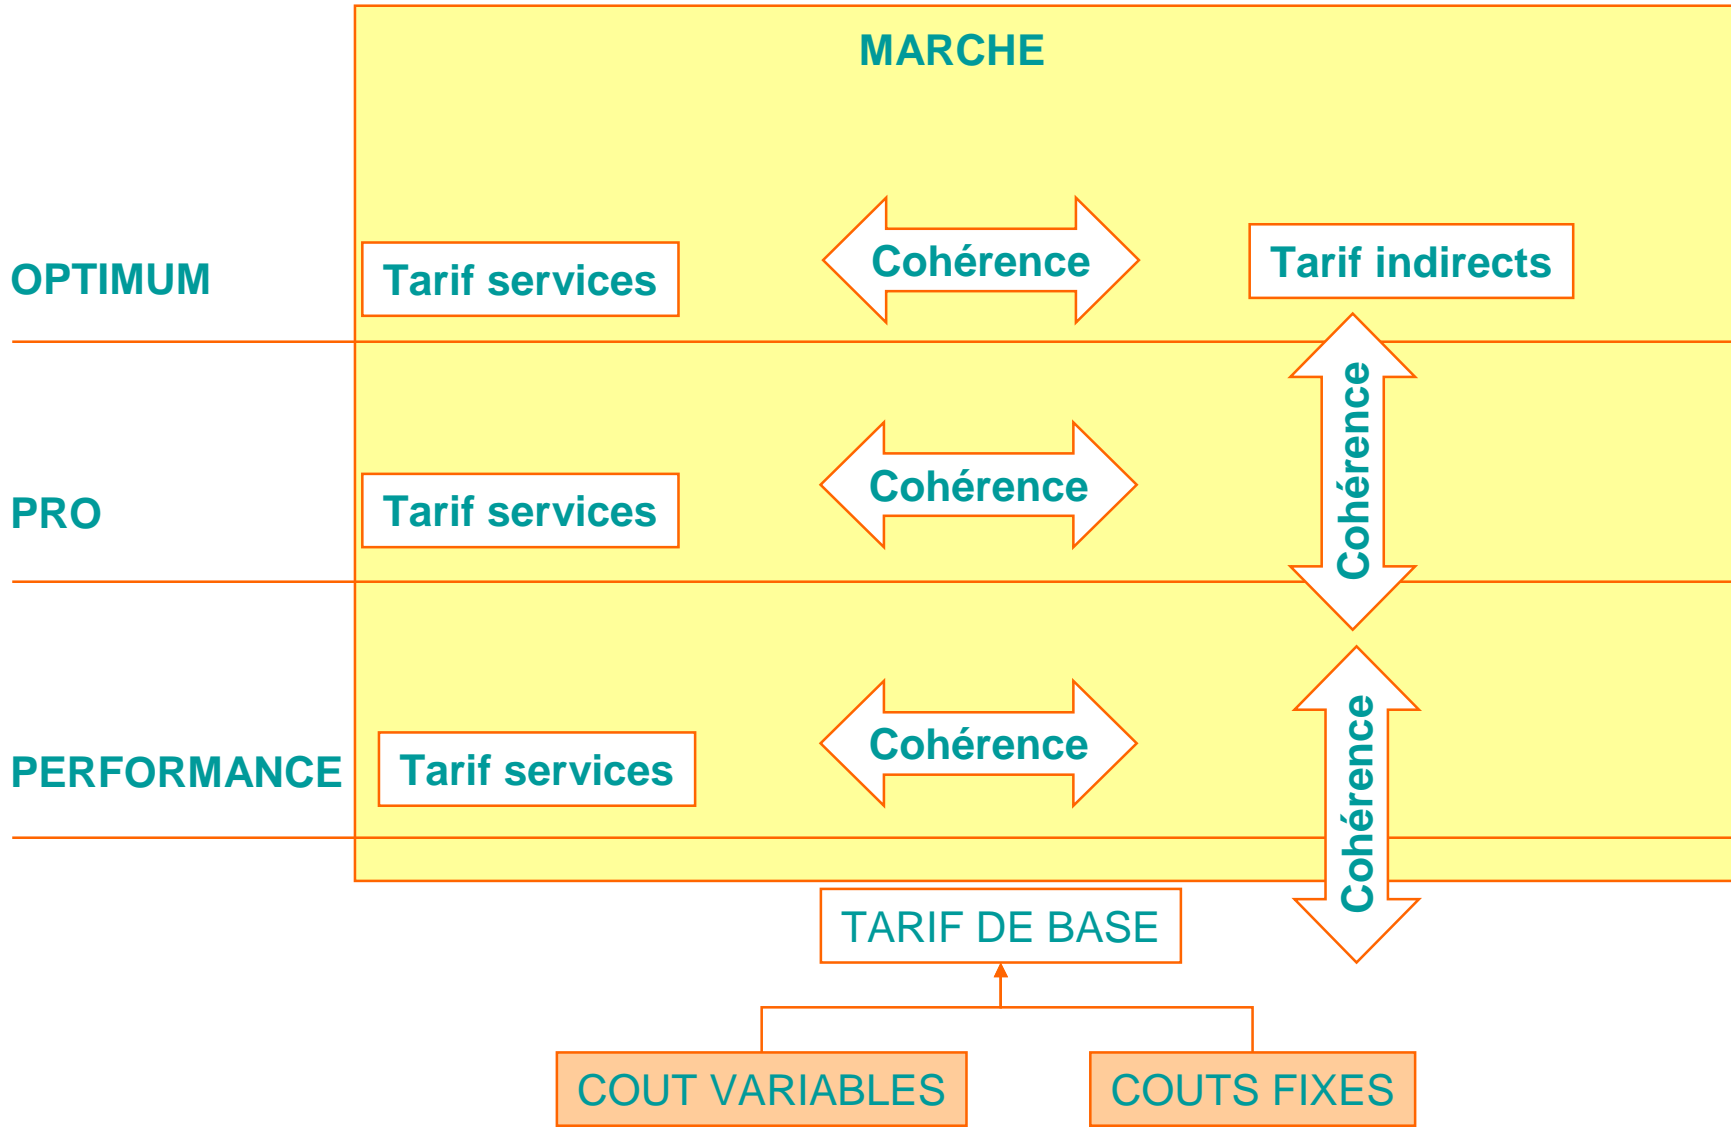 MARCHE
OPTIMUM
Tarif services
Cohérence
Tarif indirects
Cohérence
PRO
Tarif services
Cohérence
PERFORMANCE
Tarif services
Cohérence
Cohérence
TARIF DE BASE
COUT VARIABLES
COUTS FIXES